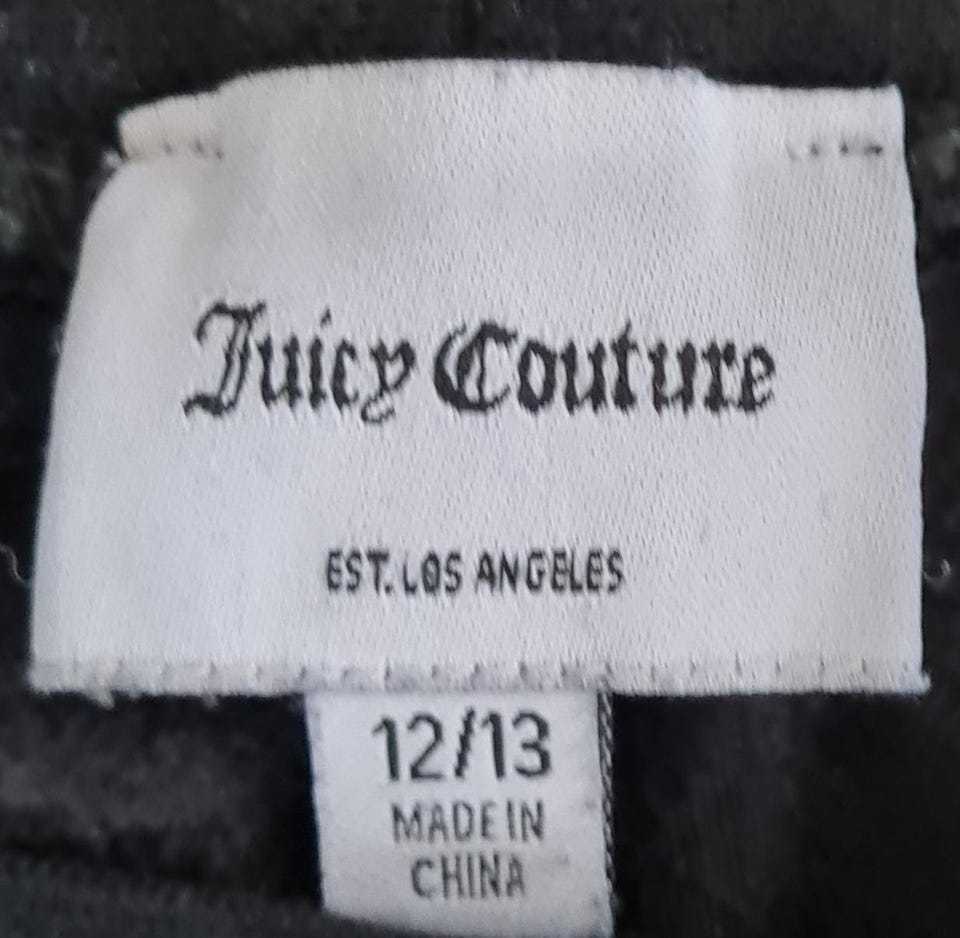 Juicy Couture
EST. LOS ANGELES
12/13
MADE IN
CHINA